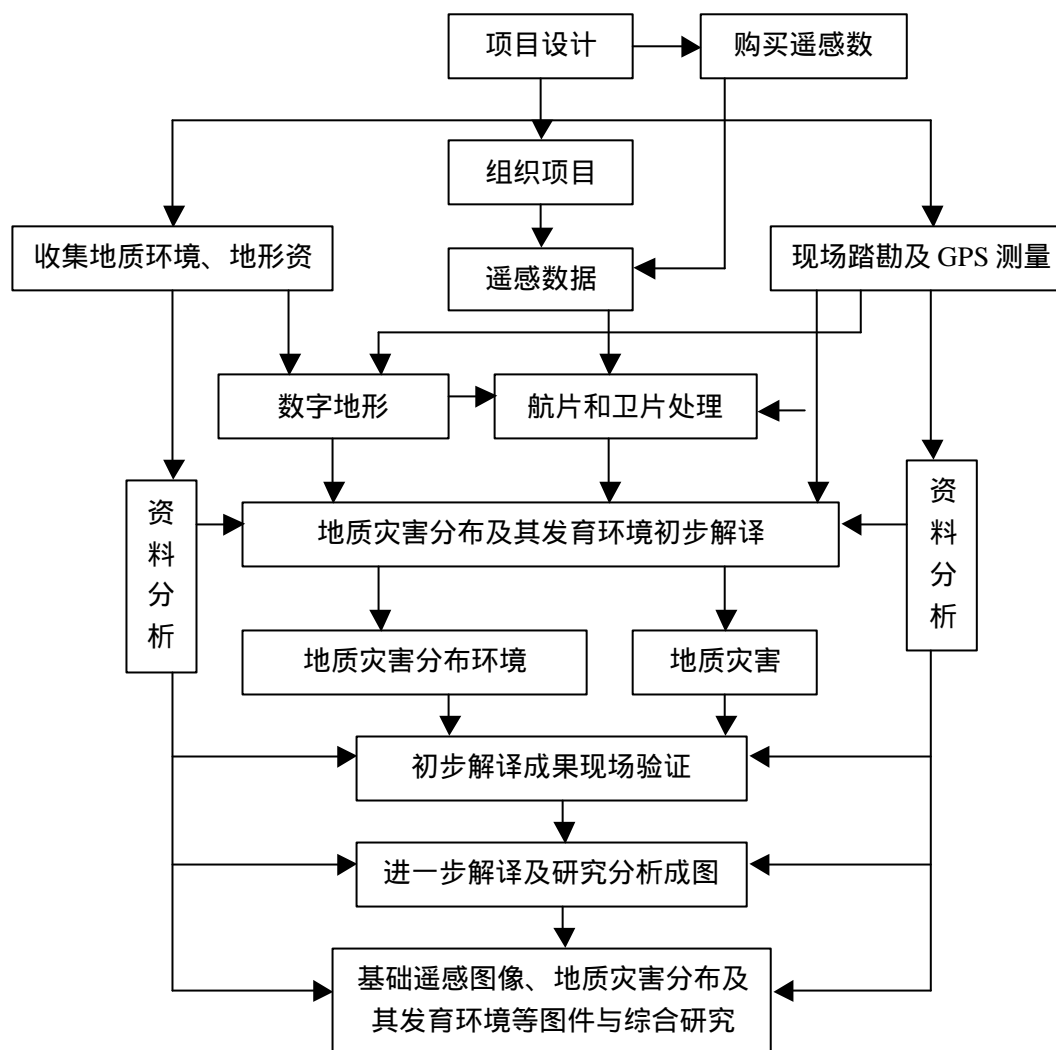 项目设计
购买遥感数
组织项目
收集地质环境、地形资
遥感数据
现场踏勘及 GPS 测量
数字地形
航片和卫片处理
资料分析
地质灾害分布及其发育环境初步解译
资料分析
地质灾害分布环境
地质灾害
初步解译成果现场验证
进一步解译及研究分析成图
基础遥感图像、地质灾害分布及
其发育环境等图件与综合研究